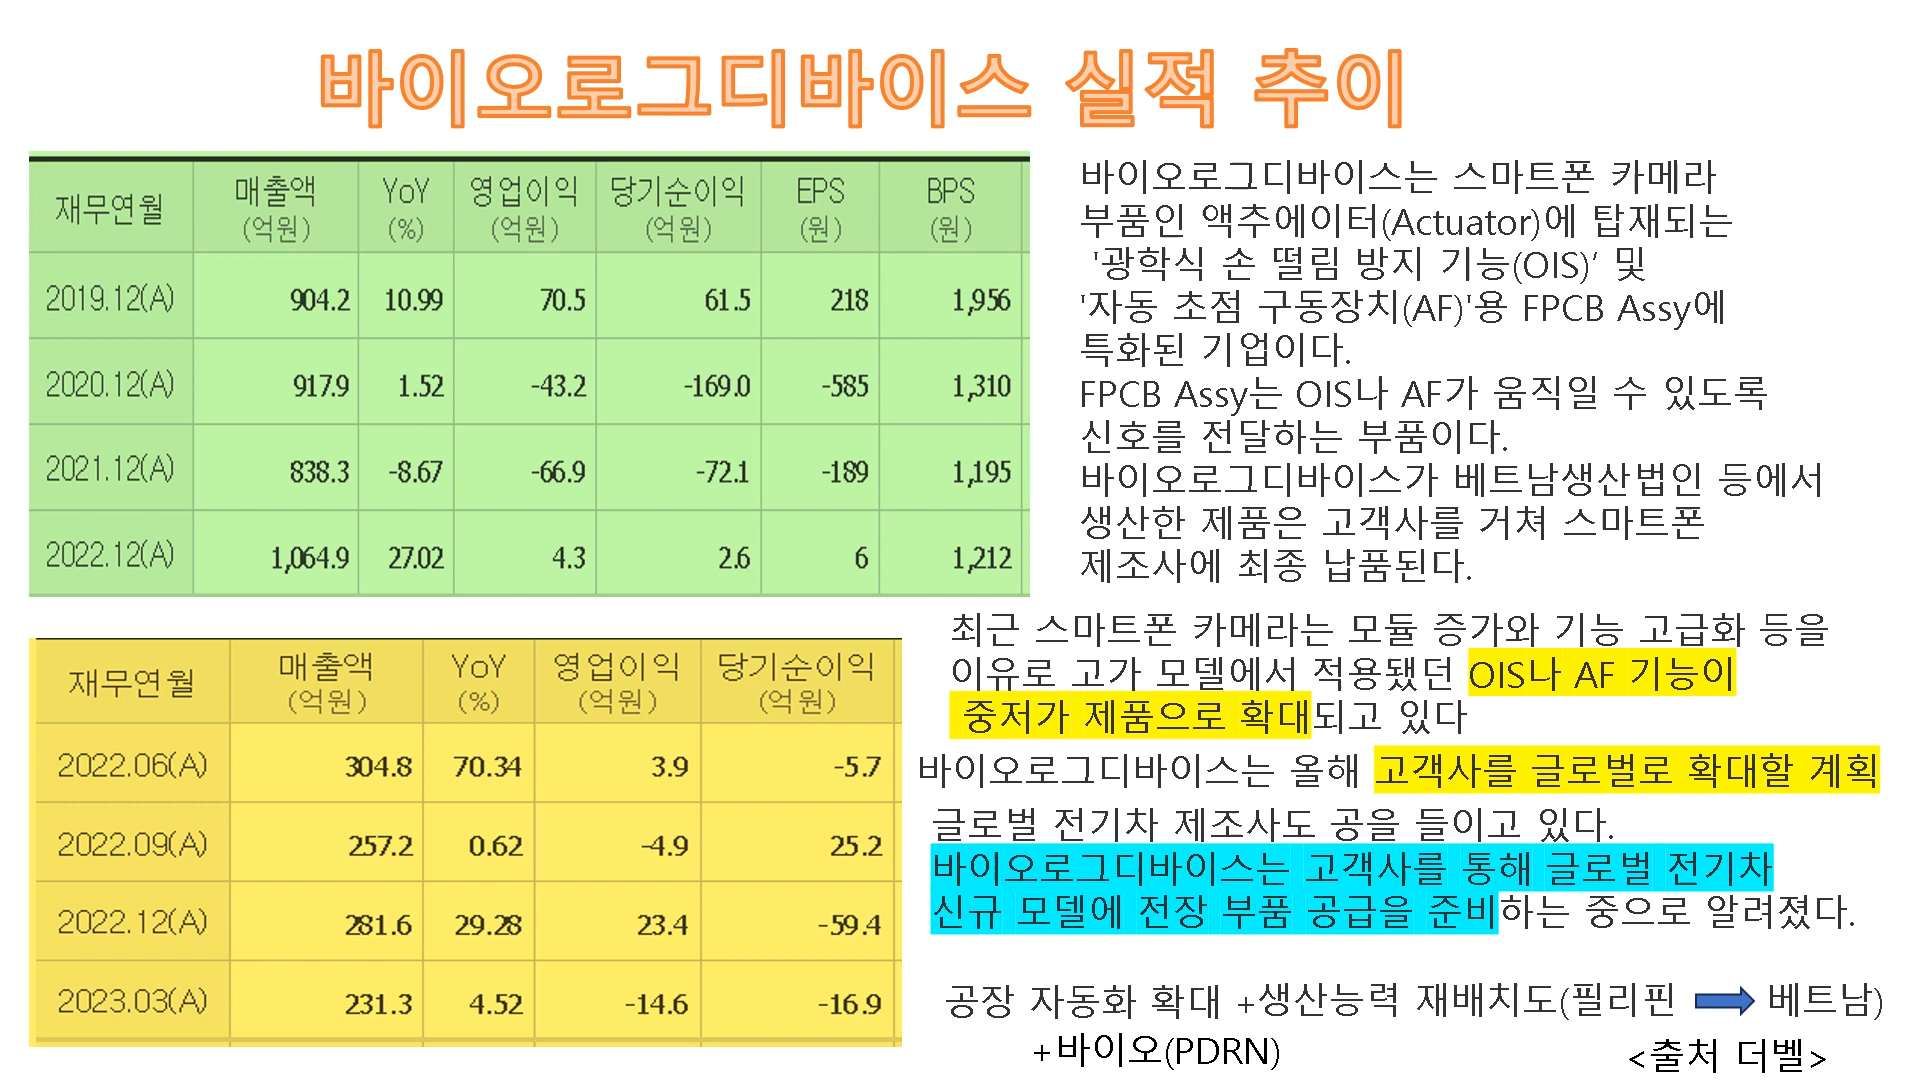 바이오로그디바이스 실적 추이
재무연월 매출액 (억원) YoY (%) 영업이익 (억원) 당기순이익 (억원) EPS (원) BPS (원)
2019.12(A) 904.2 10.99 70.5 61.5 218 1,956
2020.12(A) 917.9 1.52 -43.2 -169.0 -585 1,310
2021.12(A) 838.3 -8.67 -66.9 -72.1 -189 1,195
2022.12(A) 1,064.9 27.02 4.3 2.6 6 1,212
바이오로그디바이스는 스마트폰 카메라
부품인 액추에이터(Actuator)에 탑재되는
'광학식 손 떨림 방지 기능(OIS)’ 및
'자동 초점 구동장치(AF)'용 FPCB Assy에
특화된 기업이다.
FPCB Assy는 OIS나 AF가 움직일 수 있도록
신호를 전달하는 부품이다.
바이오로그디바이스가 베트남생산법인 등에서
생산한 제품은 고객사를 거쳐 스마트폰
제조사에 최종 납품된다.
재무연월 매출액 (억원) YoY (%) 영업이익 (억원) 당기순이익 (억원)
2022.06(A) 304.8 70.34 3.9 -5.7
2022.09(A) 257.2 0.62 -4.9 25.2
2022.12(A) 281.6 29.28 23.4 -59.4
2023.03(A) 231.3 4.52 -14.6 -16.9
최근 스마트폰 카메라는 모듈 증가와 기능 고급화 등을
이유로 고가 모델에서 적용됐던 OIS나 AF 기능이
중저가 제품으로 확대되고 있다
바이오로그디바이스는 올해 고객사를 글로벌로 확대할 계획
글로벌 전기차 제조사도 공을 들이고 있다.
바이오로그디바이스는 고객사를 통해 글로벌 전기차
신규 모델에 전장 부품 공급을 준비하는 중으로 알려졌다.
공장 자동화 확대 +생산능력 재배치도(필리핀 베트남)
+바이오(PDRN)
<출처 더벨>